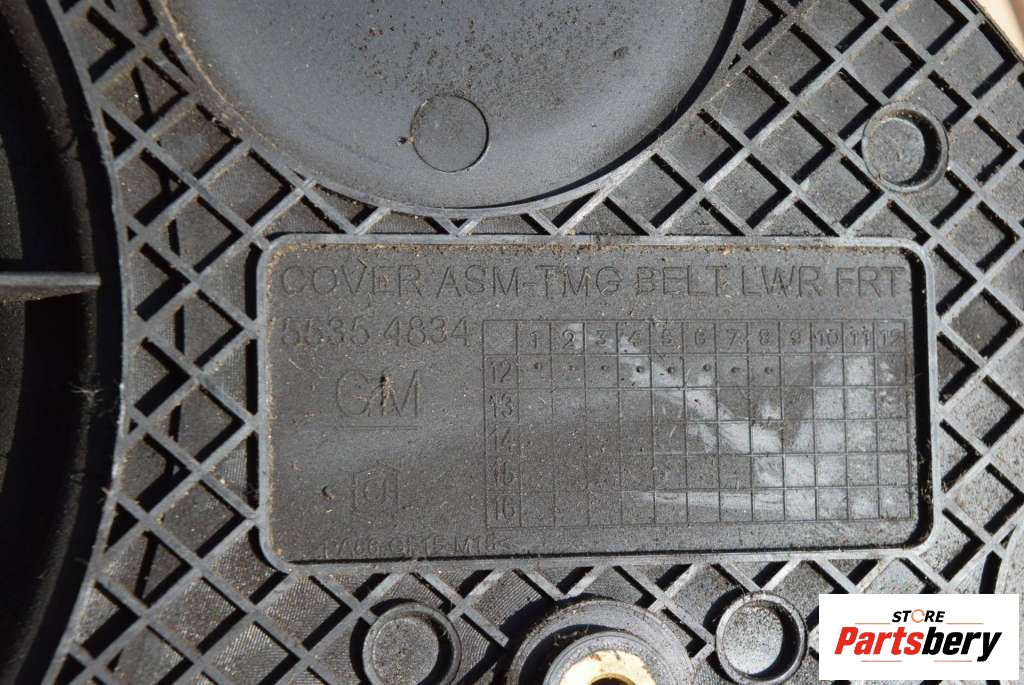 COVER ASM-TMG BELT LWR FRT
5535 4834
GM
1 2 3 4 5 6 7 8 9 10 11 12
12
13
14
15
16
STORE
Partsbery